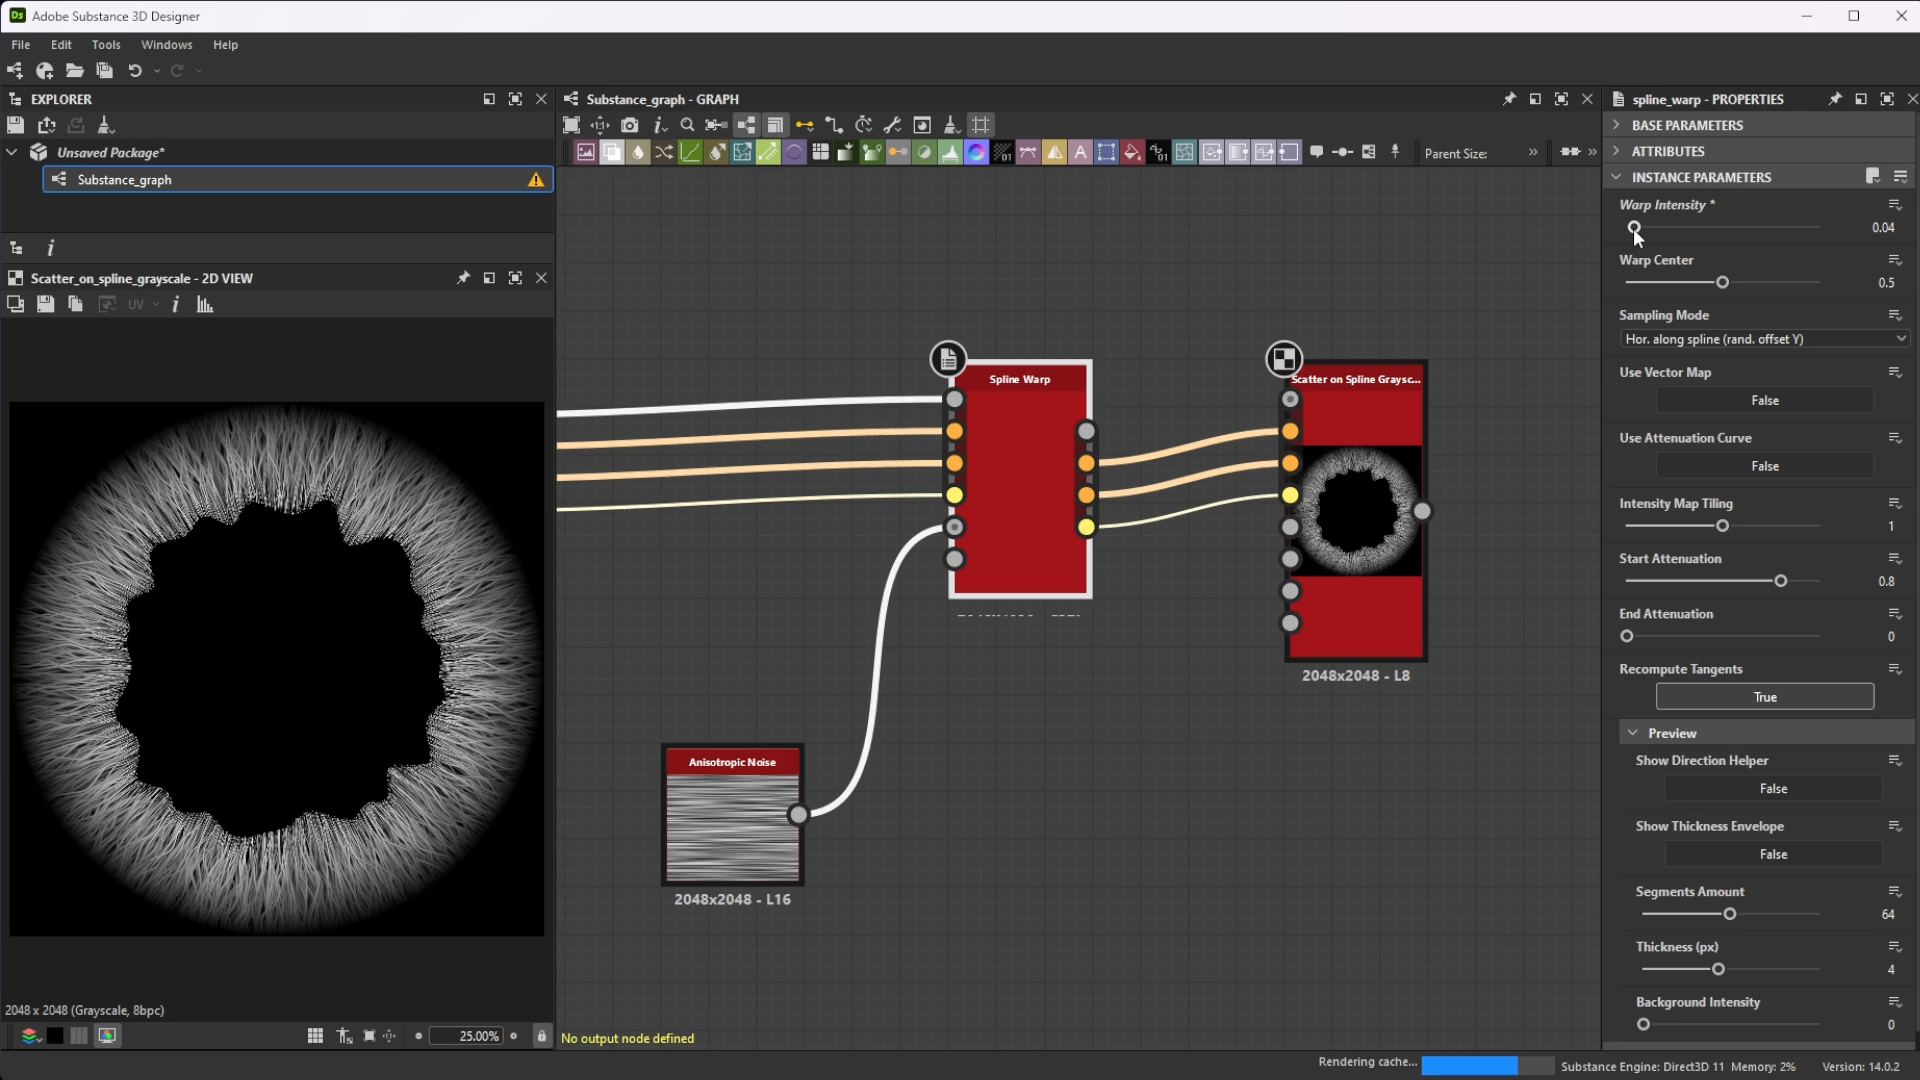 Ds Adobe Substance 3D Designer
File Edit Tools Windows Help
EXPLORER
Unsaved Package*
Substance_graph
Scatter_on_spline_grayscale - 2D VIEW
UV
2048 x 2048 (Grayscale, 8bpc)
25.00%
Substance_graph - GRAPH
Parent Size:
Spline Warp
Scatter on Spline Graysc...
2048x2048 - L8
Anisotropic Noise
2048x2048 - L16
No output node defined
spline_warp - PROPERTIES
BASE PARAMETERS
ATTRIBUTES
INSTANCE PARAMETERS
Warp Intensity *
0.04
Warp Center
0.5
Sampling Mode
Hor. along spline (rand. offset Y)
Use Vector Map
False
Use Attenuation Curve
False
Intensity Map Tiling
1
Start Attenuation
0.8
End Attenuation
0
Recompute Tangents
True
Preview
Show Direction Helper
False
Show Thickness Envelope
False
Segments Amount
64
Thickness (px)
4
Background Intensity
0
Rendering cache...
Substance Engine: Direct3D 11 Memory: 2%
Version: 14.0.2